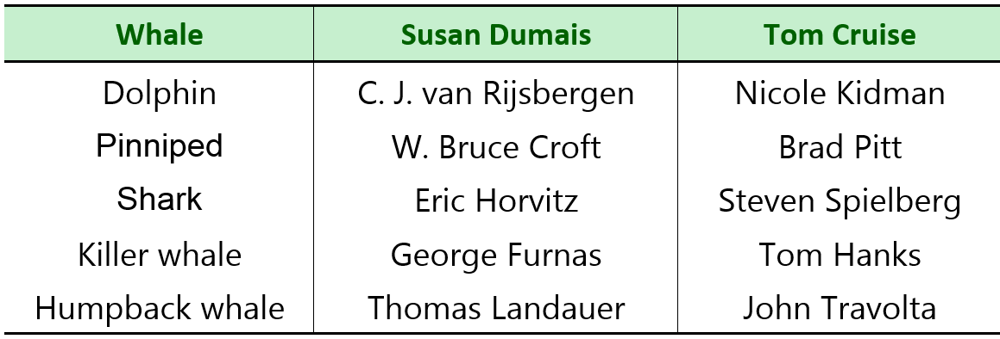 Whale Susan Dumais Tom Cruise
Dolphin C. J. van Rijsbergen Nicole Kidman
Pinniped W. Bruce Croft Brad Pitt
Shark Eric Horvitz Steven Spielberg
Killer whale George Furnas Tom Hanks
Humpback whale Thomas Landauer John Travolta